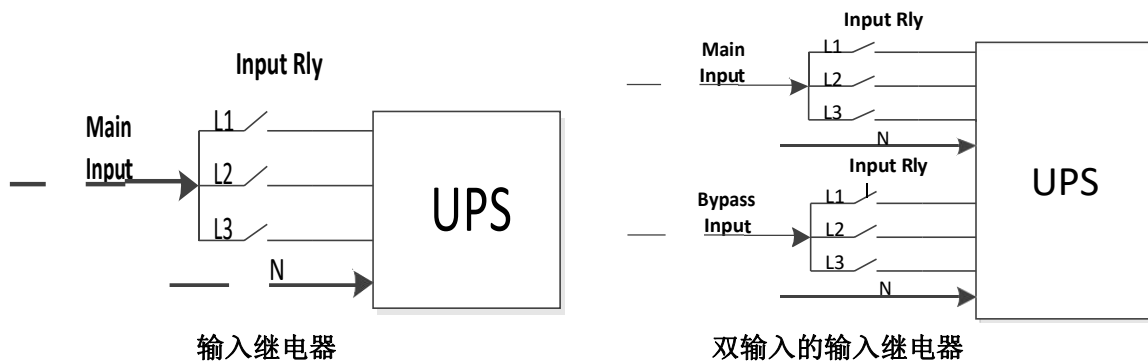 Input Rly
Main
Input
L1
L2
L3
N
UPS
输入继电器
Input Rly
Main
Input
L1
L2
L3
N
Input Rly
Bypass
Input
L1
L2
L3
N
UPS
双输入的输入继电器